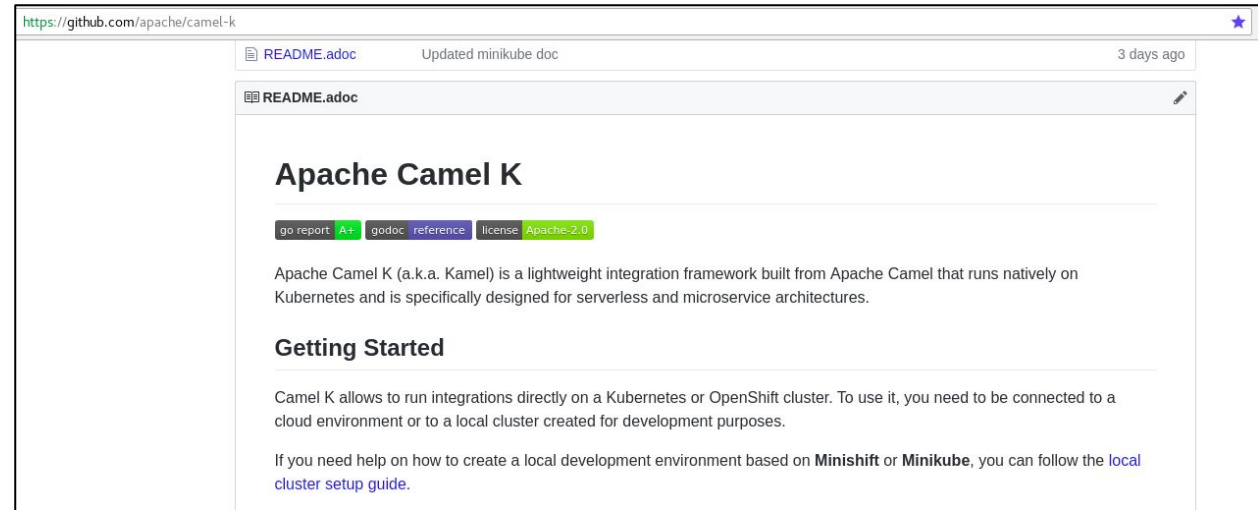 https://github.com/apache/camel-k
README.adoc Updated minikube doc 3 days ago
README.adoc
Apache Camel K
go report A+ godoc reference license Apache-2.0
Apache Camel K (a.k.a. Kamel) is a lightweight integration framework built from Apache Camel that runs natively on
Kubernetes and is specifically designed for serverless and microservice architectures.
Getting Started
Camel K allows to run integrations directly on a Kubernetes or OpenShift cluster. To use it, you need to be connected to a
cloud environment or to a local cluster created for development purposes.
If you need help on how to create a local development environment based on Minishift or Minikube, you can follow the local
cluster setup guide.